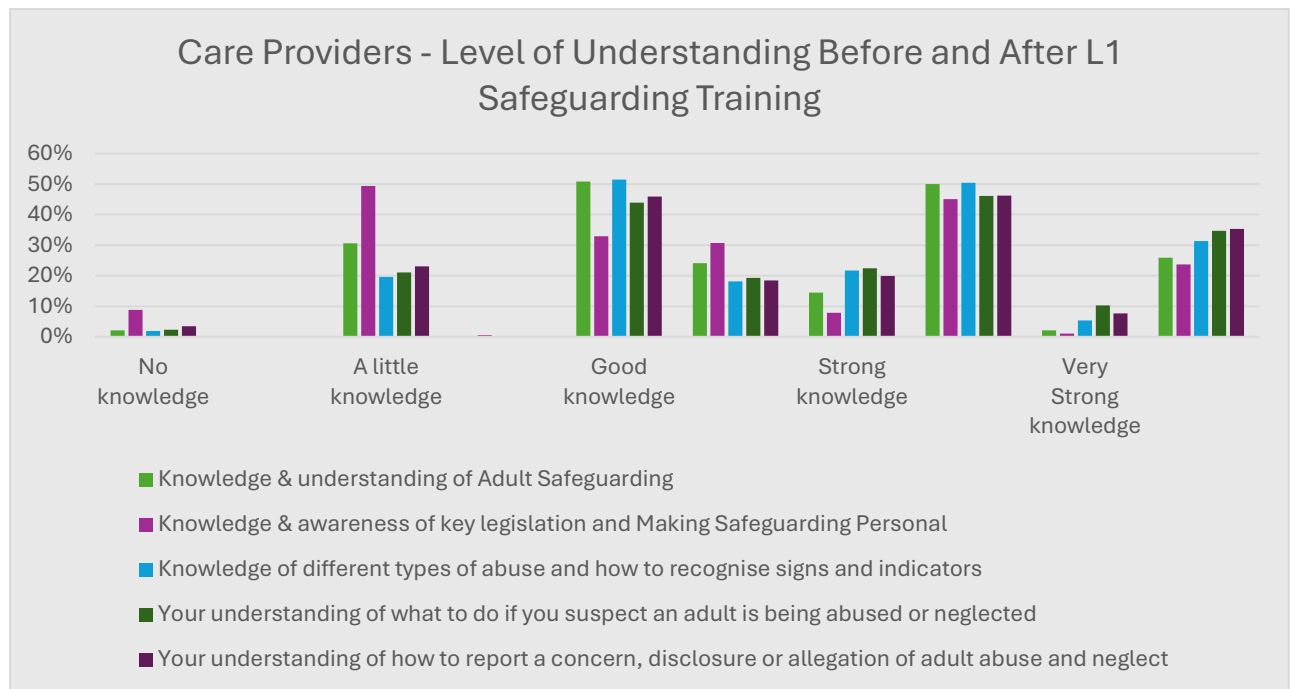 Care Providers - Level of Understanding Before and After L1
Safeguarding Training
60%
50%
40%
30%
20%
10%
0%
No
knowledge
A little
knowledge
Good
knowledge
Strong
knowledge
Very
Strong
knowledge
Knowledge & understanding of Adult Safeguarding
Knowledge & awareness of key legislation and Making Safeguarding Personal
Knowledge of different types of abuse and how to recognise signs and indicators
Your understanding of what to do if you suspect an adult is being abused or neglected
Your understanding of how to report a concern, disclosure or allegation of adult abuse and neglect